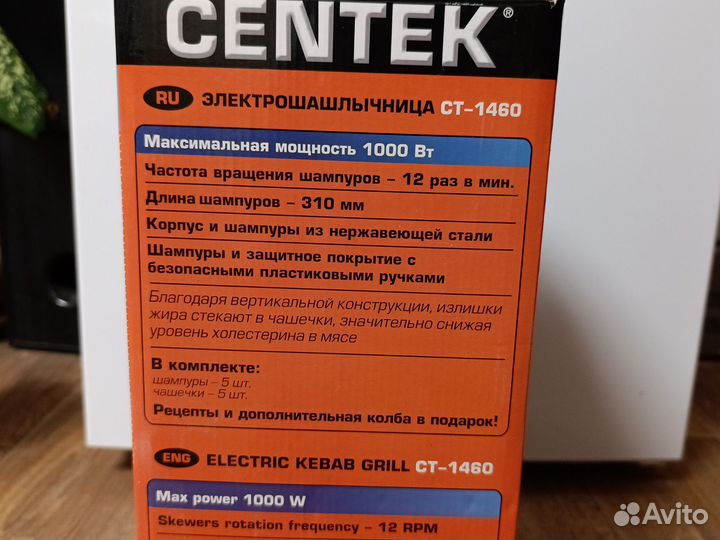 CENTEK®
RU ЭЛЕКТРОШАШЛЫЧНИЦА CT-1460
Максимальная мощность 1000 Вт
Частота вращения шампуров – 12 раз в мин.
Длина шампуров – 310 мм
Корпус и шампуры из нержавеющей стали
Шампуры и защитное покрытие с
безопасными пластиковыми ручками
Благодаря вертикальной конструкции, излишки
жира стекают в чашечки, значительно снижая
уровень холестерина в мясе
В комплекте:
шампуры – 5 шт.
чашечки – 5 шт.
Рецепты и дополнительная колба в подарок!
ENG ELECTRIC KEBAB GRILL CT-1460
Max power 1000 W
Skewers rotation frequency – 12 RPM
Avito